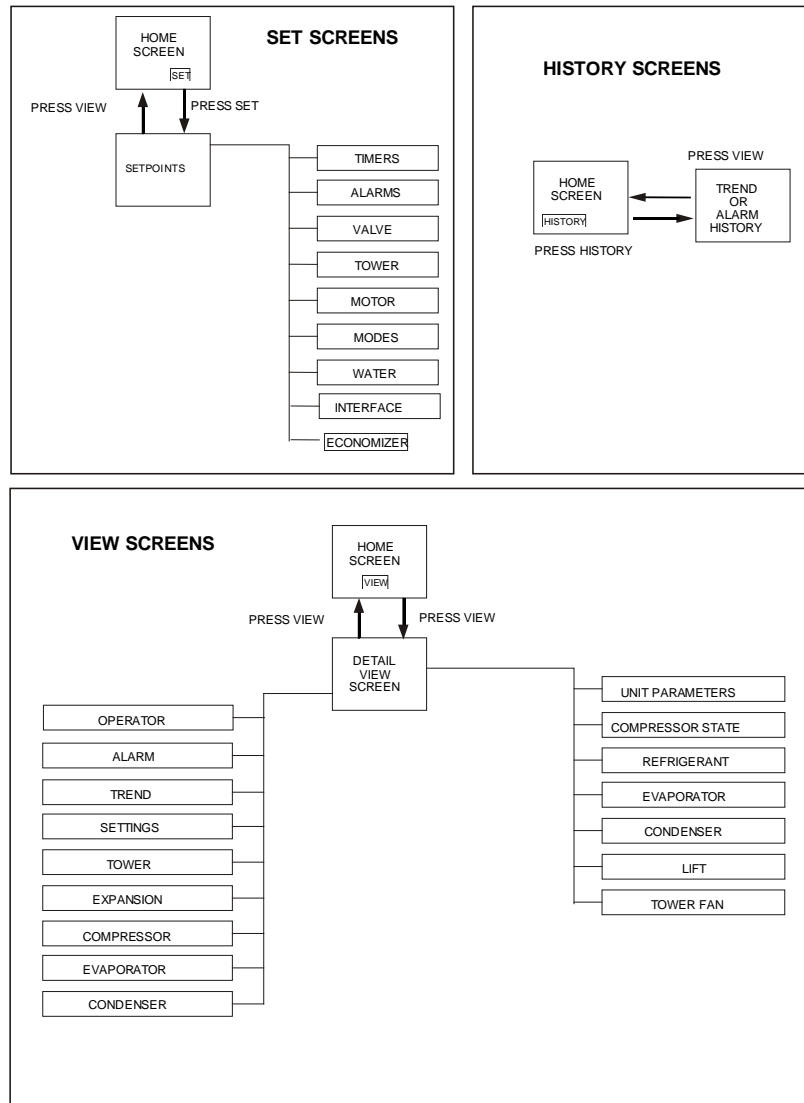 SET SCREENS
HOME
SCREEN
SET
PRESS VIEW
PRESS SET
SETPOINTS
TIMERS
ALARMS
VALVE
TOWER
MOTOR
MODES
WATER
INTERFACE
ECONOMIZER
HISTORY SCREENS
HOME
SCREEN
HISTORY
PRESS HISTORY
PRESS VIEW
TREND
OR
ALARM
HISTORY
VIEW SCREENS
HOME
SCREEN
VIEW
PRESS VIEW
PRESS VIEW
DETAIL
VIEW
SCREEN
OPERATOR
ALARM
TREND
SETTINGS
TOWER
EXPANSION
COMPRESSOR
EVAPORATOR
CONDENSER
UNIT PARAMETERS
COMPRESSOR STATE
REFRIGERANT
EVAPORATOR
CONDENSER
LIFT
TOWER FAN